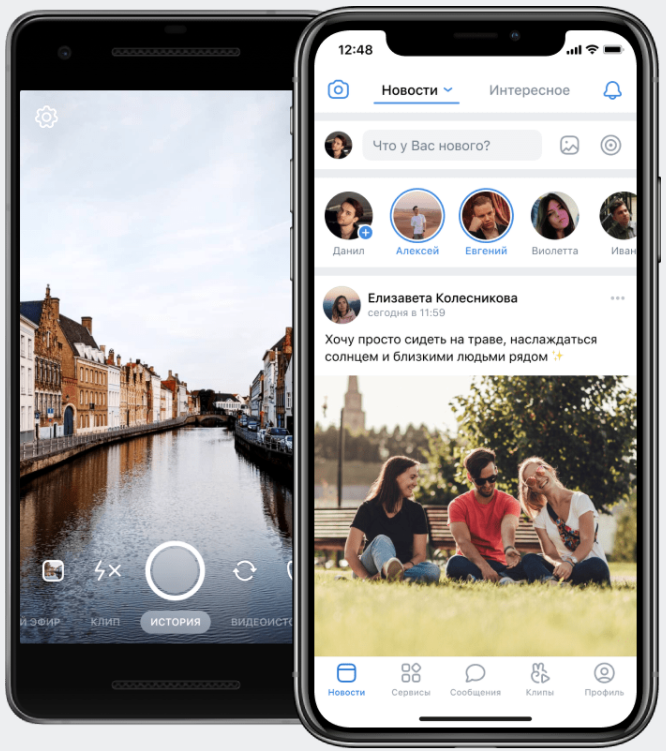 12:48
Новости
Интересное
Что у Вас нового?
Данил
Алексей
Евгений
Виолетта
Иван
Елизавета Колесникова
сегодня в 11:59
Хочу просто сидеть на траве, наслаждаться
солнцем и близкими людьми рядом ✨
Новости
Сервисы
Сообщения
Клипы
Профиль
Й ЭФИР
КЛИП
ИСТОРИЯ
ВИДЕОИСТО